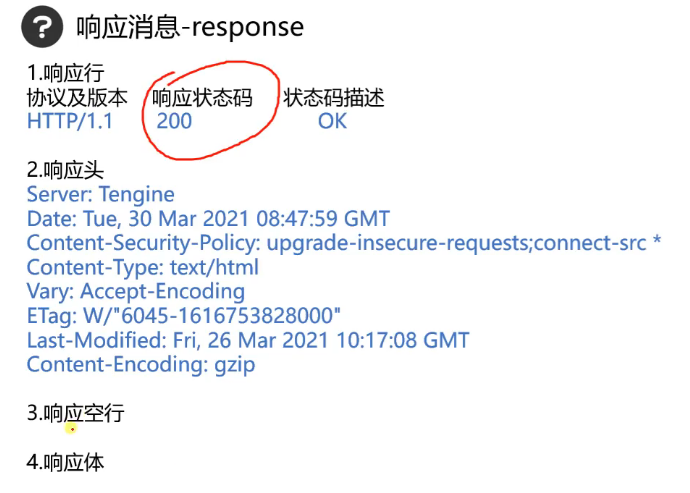 ?
响应消息-response
1.响应行
协议及版本 响应状态码 状态码描述
HTTP/1.1 200 OK
2.响应头
Server: Tengine
Date: Tue, 30 Mar 2021 08:47:59 GMT
Content-Security-Policy: upgrade-insecure-requests;connect-src *
Content-Type: text/html
Vary: Accept-Encoding
ETag: W/"6045-1616753828000"
Last-Modified: Fri, 26 Mar 2021 10:17:08 GMT
Content-Encoding: gzip
3.响应空行
4.响应体